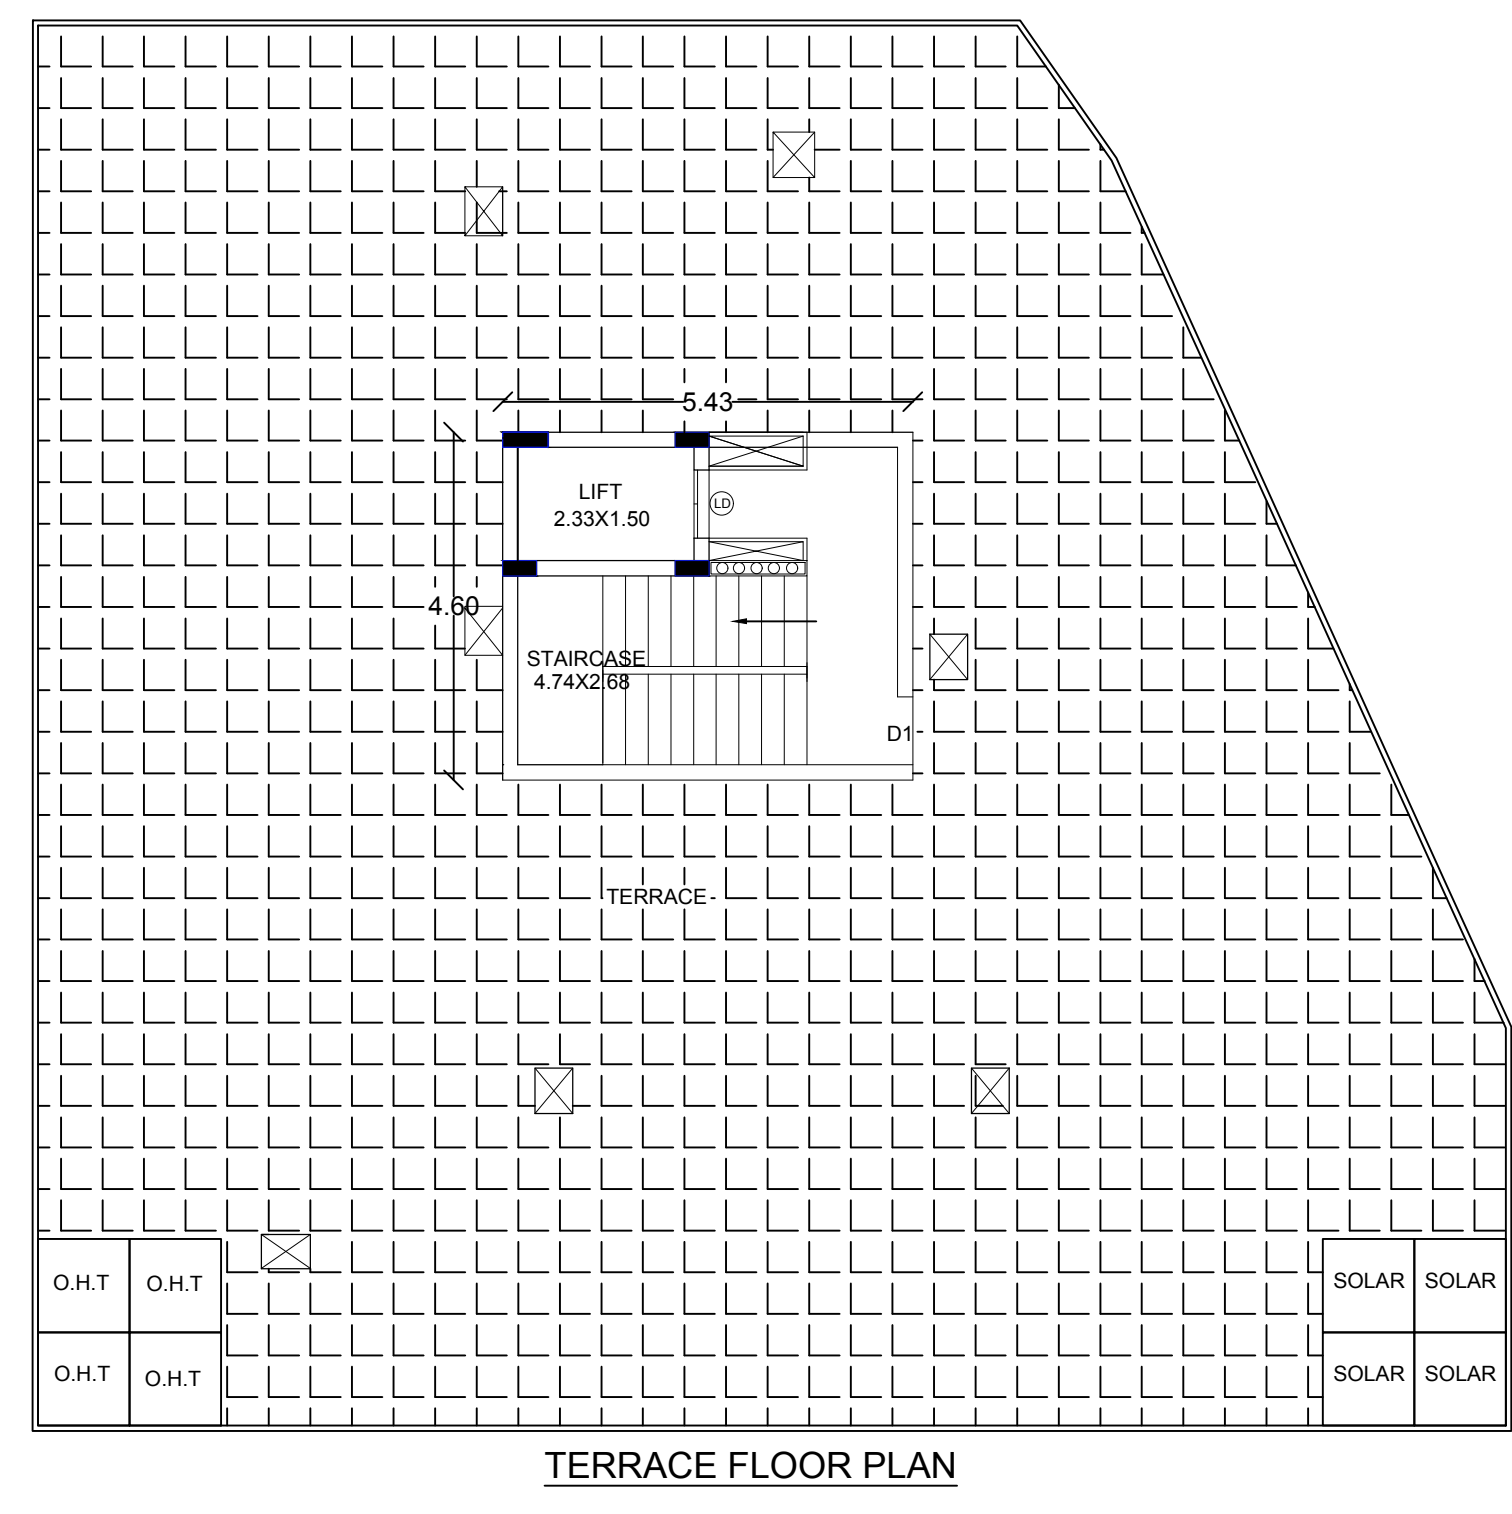 5.43
LIFT
2.33X1.50
LD
4.60
STAIRCASE
4.74X2.68
D1
TERRACE
O.H.T
O.H.T
SOLAR
SOLAR
O.H.T
O.H.T
SOLAR
SOLAR
TERRACE FLOOR PLAN